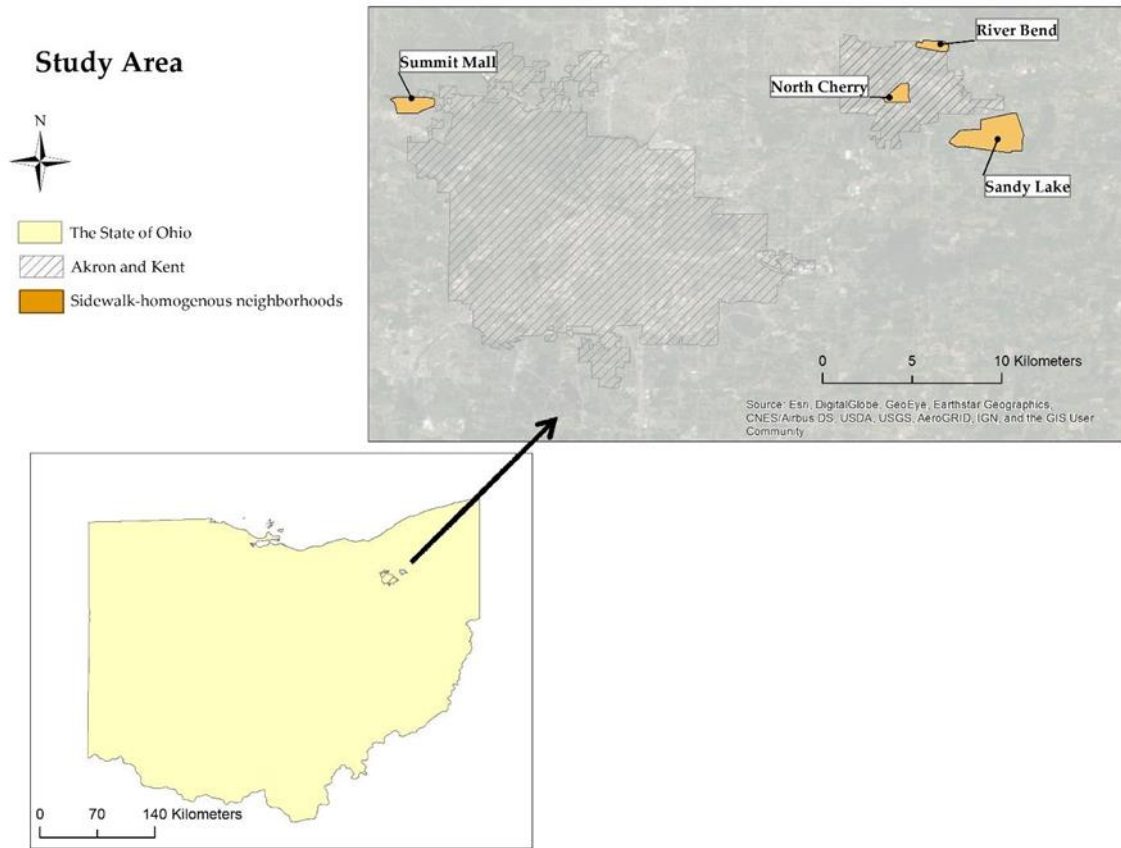 Study Area
N
The State of Ohio
Akron and Kent
Sidewalk-homogenous neighborhoods
Summit Mall
River Bend
North Cherry
Sandy Lake
0 5 10 Kilometers
Source: Esri, DigitalGlobe, GeoEye, Earthstar Geographics,
CNES/Airbus DS, USDA, USGS, AeroGRID, IGN, and the GIS User
Community
0 70 140 Kilometers